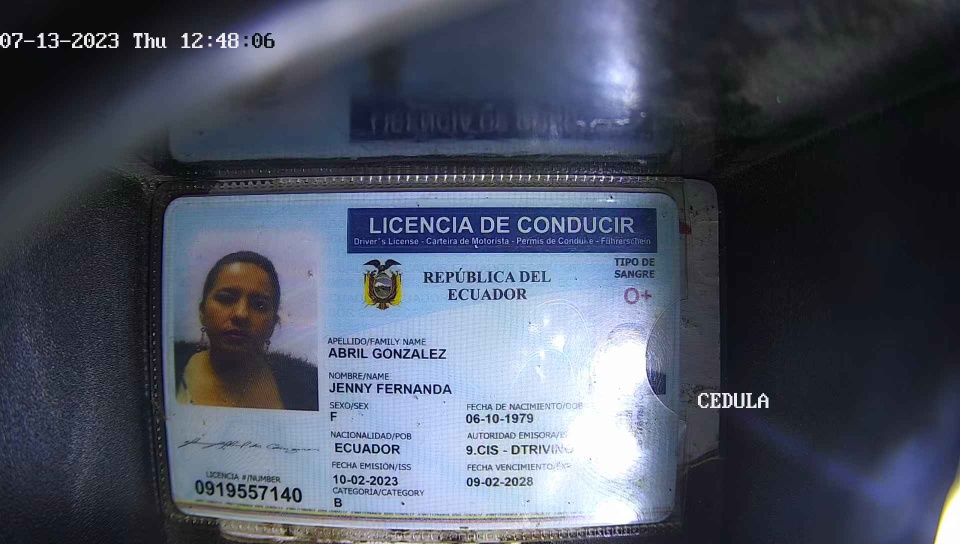 07-13-2023 Thu 12:48:06
LICENCIA DE CONDUCIR
Driver's License - Carteira de Motorista - Permis de Conduire - Führerschein
REPÚBLICA DEL
ECUADOR
TIPO DE
SANGRE
O+
APELLIDO/FAMILY NAME
ABRIL GONZALEZ
NOMBRE/NAME
JENNY FERNANDA
SEXO/SEX
F
FECHA DE NACIMIENTO/DOB
06-10-1979
NACIONALIDAD/POB
ECUADOR
AUTORIDAD EMISORA/
9.CIS - DTRIVIÑO
FECHA EMISIÓN/ISS
10-02-2023
FECHA VENCIMIENTO/EXP
09-02-2028
CATEGORIA/CATEGORY
B
LICENCIA #/NUMBER
0919557140
CEDULA